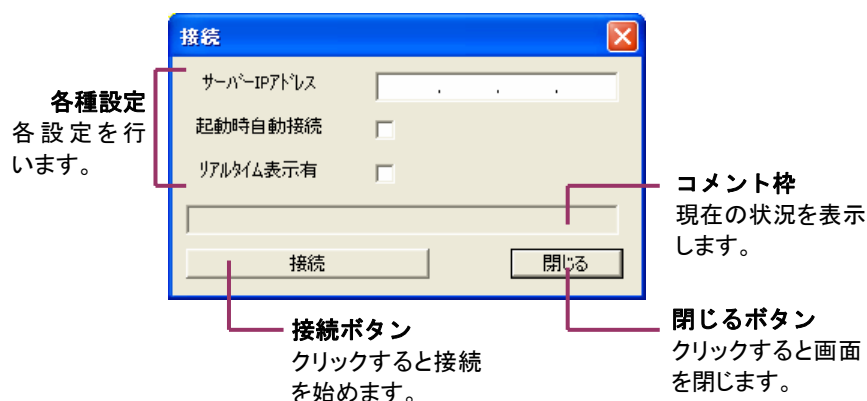 接続
サーバーIPアドレス
. . .
起動時自動接続
リアルタイム表示有
接続
閉じる
各種設定
各設定を行
います。
コメント枠
現在の状況を表示
します。
接続ボタン
クリックすると接続
を始めます。
閉じるボタン
クリックすると画面
を閉じます。